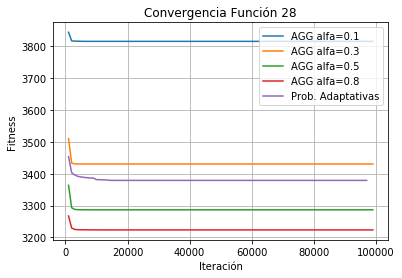 Convergencia Función 28
AGG alfa=0.1
AGG alfa=0.3
AGG alfa=0.5
AGG alfa=0.8
Prob. Adaptativas
Fitness
3800
3700
3600
3500
3400
3300
3200
0 20000 40000 60000 80000 100000
Iteración